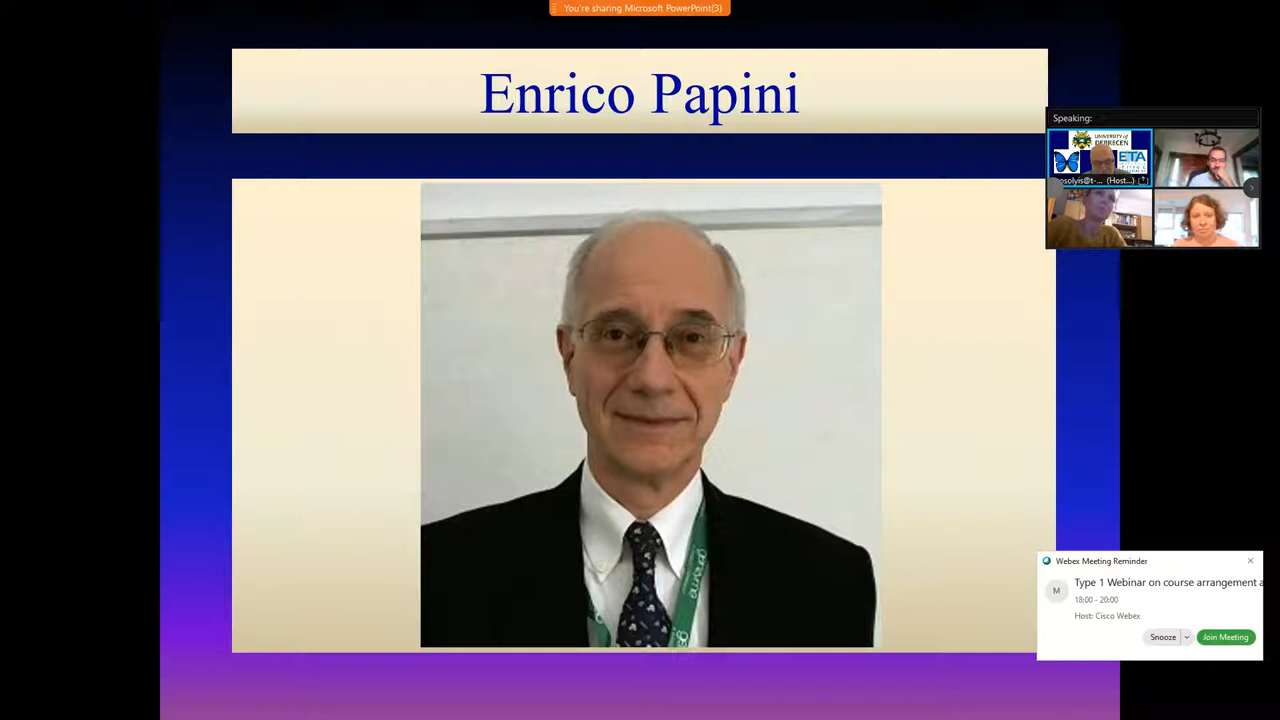 You're sharing Microsoft PowerPoint(3)
Enrico Papini
Speaking:
UNIVERSITY of
DEBRECEN
ETA
(Host...)
Webex Meeting Reminder
M
Type 1 Webinar on course arrangement a
18:00 - 20:00
Host: Cisco Webex
Snooze
Join Meeting